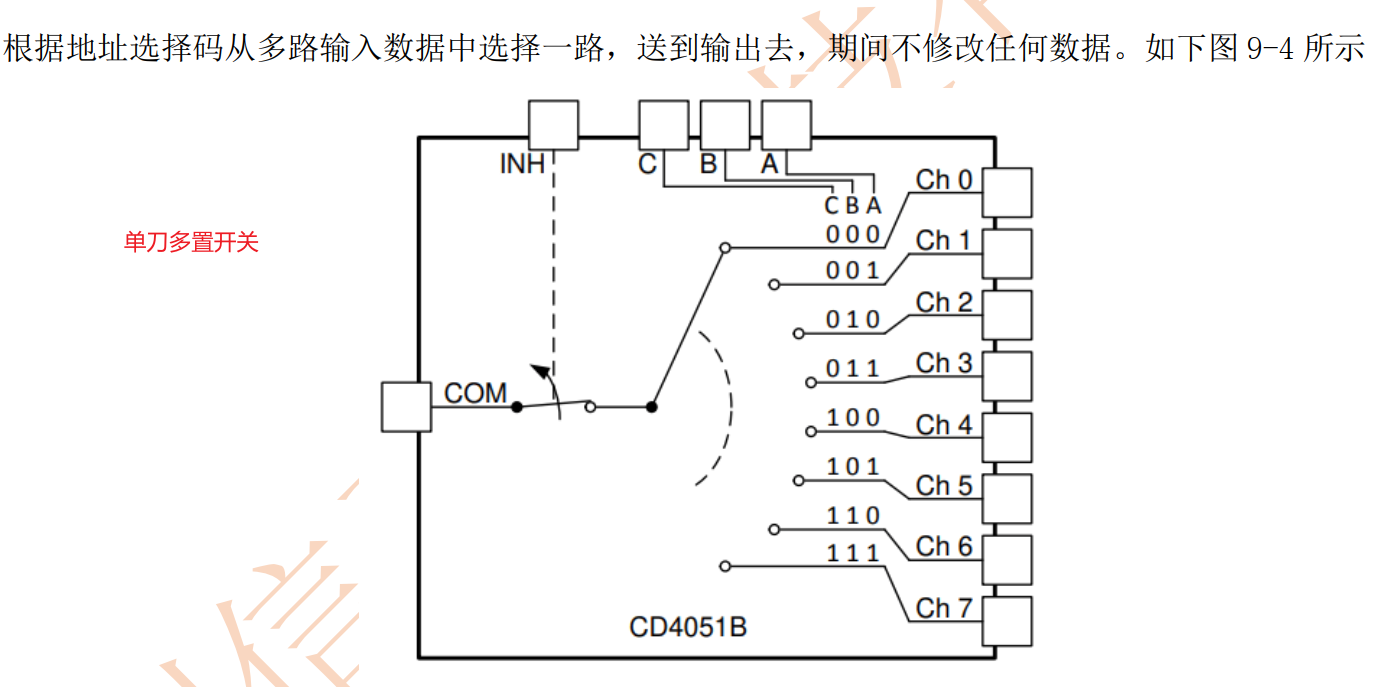 根据地址选择码从多路输入数据中选择一路，送到输出去，期间不修改任何数据。如下图 9-4 所示
INH C B A
C B A
Ch 0
0 0 0
单刀多置开关
Ch 1
0 0 1
Ch 2
0 1 0
Ch 3
0 1 1
COM
Ch 4
1 0 0
Ch 5
1 0 1
Ch 6
1 1 0
Ch 7
1 1 1
CD4051B
信